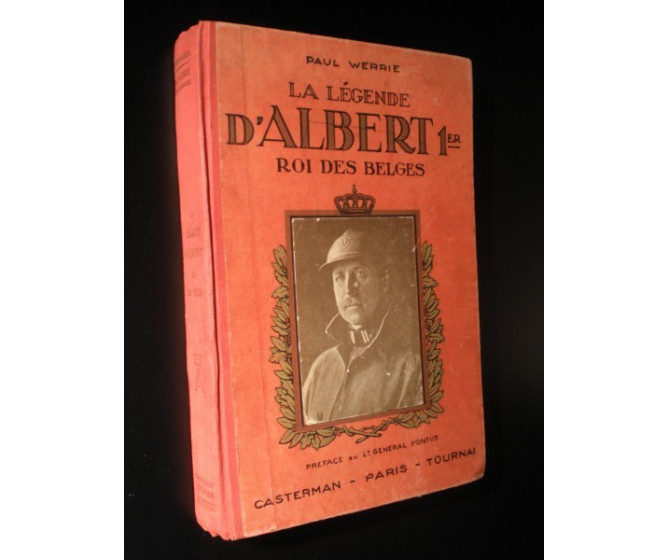 PAUL WERRIE
LA LÉGENDE
D'ALBERT 1ER
ROI DES BELGES
PREFACE DU LT GENERAL PONTUS
CASTERMAN - PARIS - TOURNAI